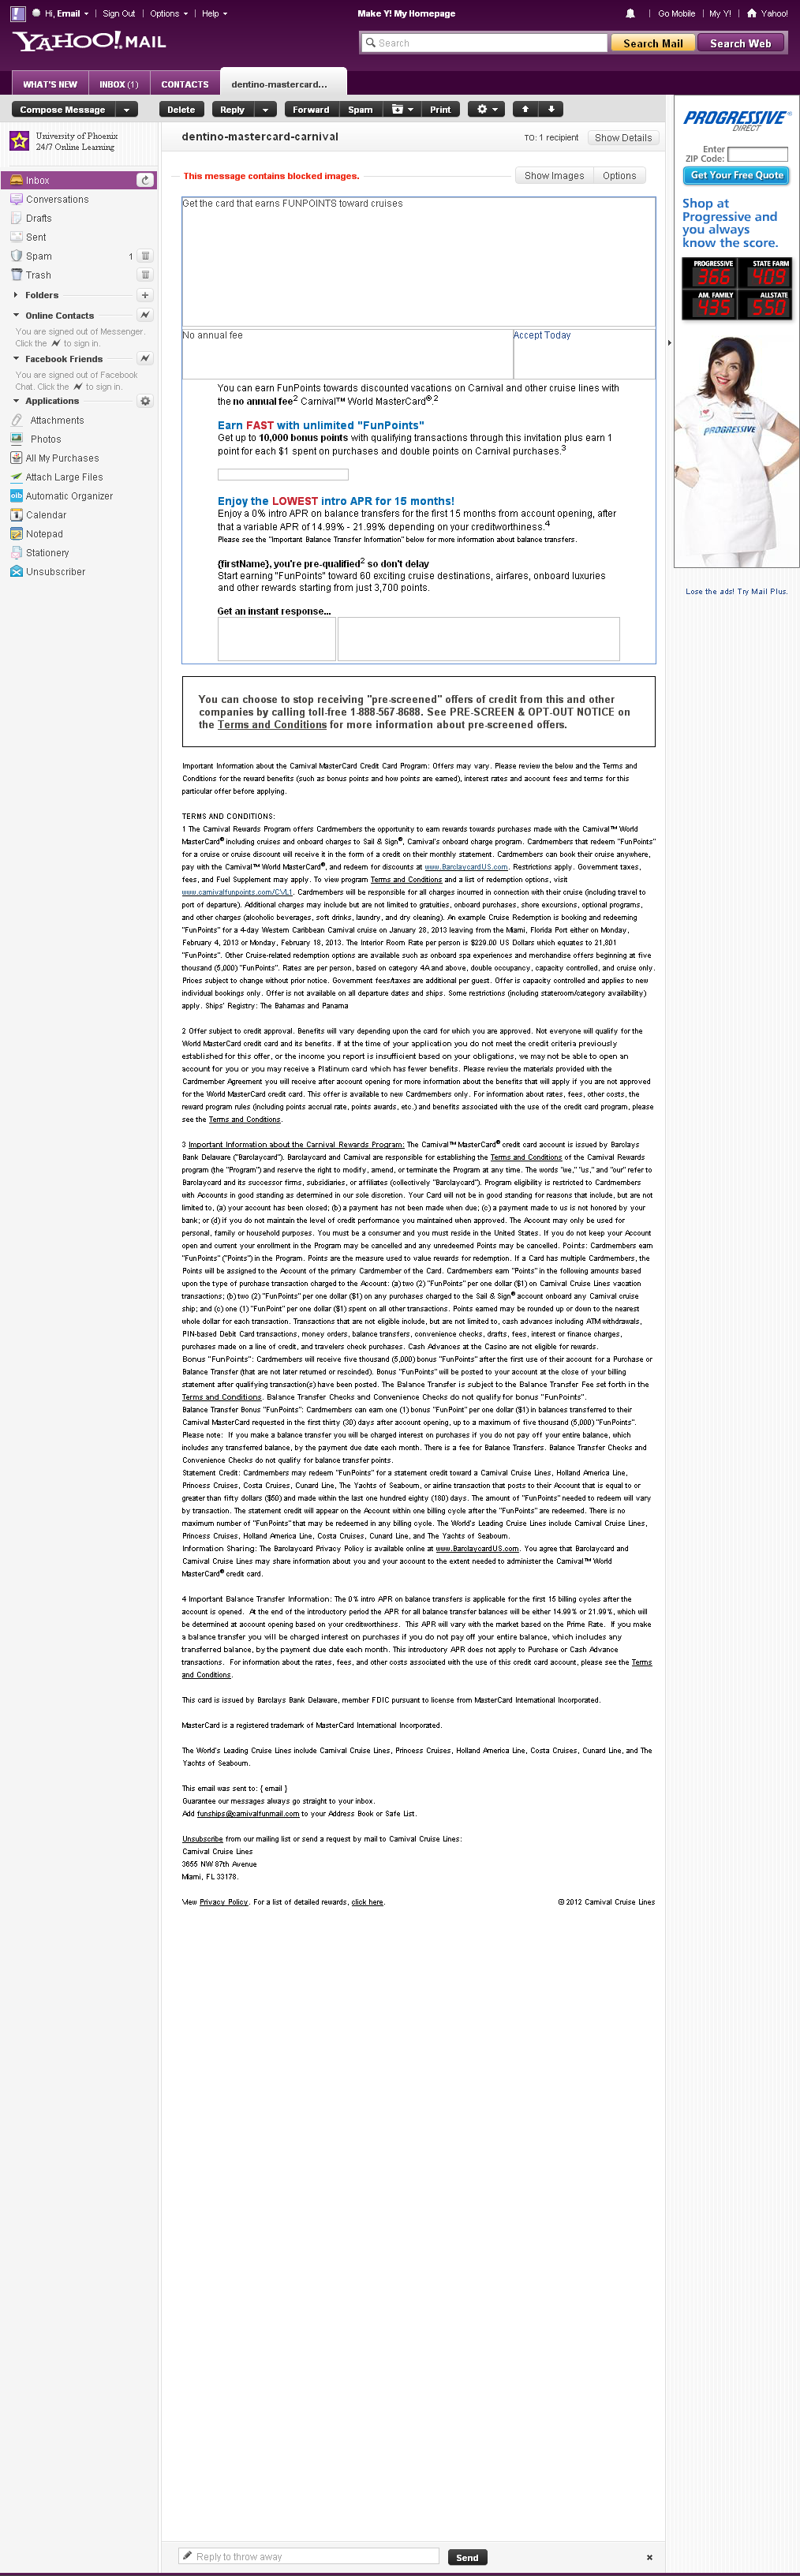 Hi, Email | Sign Out | Options | Help
Make Y! My Homepage
Go Mobile | My Y! | Yahoo!
YAHOO! MAIL
Search
Search Mail
Search Web
WHAT'S NEW
INBOX (1)
CONTACTS
dentino-mastercard...
Compose Message
Delete
Reply
Forward
Spam
Print
University of Phoenix
24/7 Online Learning
Inbox
Conversations
Drafts
Sent
Spam 1
Trash
Folders
Online Contacts
You are signed out of Messenger.
Click the to sign in.
Facebook Friends
You are signed out of Facebook
Chat. Click the to sign in.
Applications
Attachments
Photos
All My Purchases
Attach Large Files
Automatic Organizer
Calendar
Notepad
Stationery
Unsubscriber
dentino-mastercard-carnival
TO: 1 recipient
Show Details
This message contains blocked images.
Show Images
Options
Get the card that earns FUNPOINTS toward cruises
No annual fee
Accept Today
You can earn FunPoints towards discounted vacations on Carnival and other cruise lines with
the no annual fee2 Carnival™ World MasterCard®.2
Earn FAST with unlimited "FunPoints"
Get up to 10,000 bonus points with qualifying transactions through this invitation plus earn 1
point for each $1 spent on purchases and double points on Carnival purchases.3
Enjoy the LOWEST intro APR for 15 months!
Enjoy a 0% intro APR on balance transfers for the first 15 months from account opening, after
that a variable APR of 14.99% - 21.99% depending on your creditworthiness.4
Please see the "Important Balance Transfer Information" below for more information about balance transfers.
{firstName}, you're pre-qualified2 so don't delay
Start earning "FunPoints" toward 60 exciting cruise destinations, airfares, onboard luxuries
and other rewards starting from just 3,700 points.
Get an instant response...
You can choose to stop receiving "pre-screened" offers of credit from this and other
companies by calling toll-free 1-888-567-8688. See PRE-SCREEN & OPT-OUT NOTICE on
the Terms and Conditions for more information about pre-screened offers.
Important Information about the Carnival MasterCard Credit Card Program: Offers may vary. Please review the below and the Terms and
Conditions for the reward benefits (such as bonus points and how points are earned), interest rates and account fees and terms for this
particular offer before applying.
TERMS AND CONDITIONS:
1 The Carnival Rewards Program offers Cardmembers the opportunity to earn rewards towards purchases made with the Carnival™ World
MasterCard® including cruises and onboard charges to Sail & Sign®, Carnival's onboard charge program. Cardmembers that redeem "FunPoints"
for a cruise or cruise discount will receive it in the form of a credit on their monthly statement. Cardmembers can book their cruise anywhere,
pay with the Carnival™ World MasterCard®, and redeem for discounts at www.BarclaycardUS.com. Restrictions apply. Government taxes,
fees, and Fuel Supplement may apply. To view program Terms and Conditions and a list of redemption options, visit
www.carnivalfunpoints.com/CVL1. Cardmembers will be responsible for all charges incurred in connection with their cruise (including travel to
port of departure). Additional charges may include but are not limited to gratuities, onboard purchases, shore excursions, optional programs,
and other charges (alcoholic beverages, soft drinks, laundry, and dry cleaning). An example Cruise Redemption is booking and redeeming
"FunPoints" for a 4-day Western Caribbean Carnival cruise on January 28, 2013 leaving from the Miami, Florida Port either on Monday,
February 4, 2013 or Monday, February 18, 2013. The Interior Room Rate per person is $229.00 US Dollars which equates to 21,801
"FunPoints". Other Cruise-related redemption options are available such as onboard spa experiences and merchandise offers beginning at five
thousand (5,000) "FunPoints". Rates are per person, based on category 4A and above, double occupancy, capacity controlled, and cruise only.
Prices subject to change without prior notice. Government fees/taxes are additional per guest. Offer is capacity controlled and applies to new
individual bookings only. Offer is not available on all departure dates and ships. Some restrictions (including stateroom/category availability)
apply. Ships' Registry: The Bahamas and Panama
2 Offer subject to credit approval. Benefits will vary depending upon the card for which you are approved. Not everyone will qualify for the
World MasterCard credit card and its benefits. If at the time of your application you do not meet the credit criteria previously
established for this offer, or the income you report is insufficient based on your obligations, we may not be able to open an
account for you or you may receive a Platinum card which has fewer benefits. Please review the materials provided with the
Cardmember Agreement you will receive after account opening for more information about the benefits that will apply if you are not approved
for the World MasterCard credit card. This offer is available to new Cardmembers only. For information about rates, fees, other costs, the
reward program rules (including points accrual rate, points awards, etc.) and benefits associated with the use of the credit card program, please
see the Terms and Conditions.
3 Important Information about the Carnival Rewards Program: The Carnival™ MasterCard® credit card account is issued by Barclays
Bank Delaware ("Barclaycard"). Barclaycard and Carnival are responsible for establishing the Terms and Conditions of the Carnival Rewards
program (the "Program") and reserve the right to modify, amend, or terminate the Program at any time. The words "we," "us," and "our" refer to
Barclaycard and its successor firms, subsidiaries, or affiliates (collectively "Barclaycard"). Program eligibility is restricted to Cardmembers
with Accounts in good standing as determined in our sole discretion. Your Card will not be in good standing for reasons that include, but are not
limited to, (a) your account has been closed; (b) a payment has not been made when due; (c) a payment made to us is not honored by your
bank; or (d) if you do not maintain the level of credit performance you maintained when approved. The Account may only be used for
personal, family or household purposes. You must be a consumer and you must reside in the United States. If you do not keep your Account
open and current your enrollment in the Program may be cancelled and any unredeemed Points may be cancelled. Points: Cardmembers earn
"FunPoints" ("Points") in the Program. Points are the measure used to value rewards for redemption. If a Card has multiple Cardmembers, the
Points will be assigned to the Account of the primary Cardmember of the Card. Cardmembers earn "Points" in the following amounts based
upon the type of purchase transaction charged to the Account: (a) two (2) "FunPoints" per one dollar ($1) on Carnival Cruise Lines vacation
transactions; (b) two (2) "FunPoints" per one dollar ($1) on any purchases charged to the Sail & Sign® account onboard any Carnival cruise
ship; and (c) one (1) "FunPoint" per one dollar ($1) spent on all other transactions. Points earned may be rounded up or down to the nearest
whole dollar for each transaction. Transactions that are not eligible include, but are not limited to, cash advances including ATM withdrawals,
PIN-based Debit Card transactions, money orders, balance transfers, convenience checks, drafts, fees, interest or finance charges,
purchases made on a line of credit, and travelers check purchases. Cash Advances at the Casino are not eligible for rewards.
Bonus "FunPoints": Cardmembers will receive five thousand (5,000) bonus "FunPoints" after the first use of their account for a Purchase or
Balance Transfer (that are not later returned or rescinded). Bonus "FunPoints" will be posted to your account at the close of your billing
statement after qualifying transaction(s) have been posted. The Balance Transfer is subject to the Balance Transfer Fee set forth in the
Terms and Conditions. Balance Transfer Checks and Convenience Checks do not qualify for bonus "FunPoints".
Balance Transfer Bonus "FunPoints": Cardmembers can earn one (1) bonus "FunPoint" per one dollar ($1) in balances transferred to their
Carnival MasterCard requested in the first thirty (30) days after account opening, up to a maximum of five thousand (5,000) "FunPoints".
Please note: If you make a balance transfer you will be charged interest on purchases if you do not pay off your entire balance, which
includes any transferred balance, by the payment due date each month. There is a fee for Balance Transfers. Balance Transfer Checks and
Convenience Checks do not qualify for balance transfer points.
Statement Credit: Cardmembers may redeem "FunPoints" for a statement credit toward a Carnival Cruise Lines, Holland America Line,
Princess Cruises, Costa Cruises, Cunard Line, The Yachts of Seabourn, or airline transaction that posts to their Account that is equal to or
greater than fifty dollars ($50) and made within the last one hundred eighty (180) days. The amount of "FunPoints" needed to redeem will vary
by transaction. The statement credit will appear on the Account within one billing cycle after the "FunPoints" are redeemed. There is no
maximum number of "FunPoints" that may be redeemed in any billing cycle. The World's Leading Cruise Lines include Carnival Cruise Lines,
Princess Cruises, Holland America Line, Costa Cruises, Cunard Line, and The Yachts of Seabourn.
Information Sharing: The Barclaycard Privacy Policy is available online at www.BarclaycardUS.com. You agree that Barclaycard and
Carnival Cruise Lines may share information about you and your account to the extent needed to administer the Carnival™ World
MasterCard® credit card.
4 Important Balance Transfer Information: The 0% intro APR on balance transfers is applicable for the first 15 billing cycles after the
account is opened. At the end of the introductory period the APR for all balance transfer balances will be either 14.99% or 21.99%, which will
be determined at account opening based on your creditworthiness. This APR will vary with the market based on the Prime Rate. If you make
a balance transfer you will be charged interest on purchases if you do not pay off your entire balance, which includes any
transferred balance, by the payment due date each month. This introductory APR does not apply to Purchase or Cash Advance
transactions. For information about the rates, fees, and other costs associated with the use of this credit card account, please see the Terms
and Conditions.
This card is issued by Barclays Bank Delaware, member FDIC pursuant to license from MasterCard International Incorporated.
MasterCard is a registered trademark of MasterCard International Incorporated.
The World's Leading Cruise Lines include Carnival Cruise Lines, Princess Cruises, Holland America Line, Costa Cruises, Cunard Line, and The
Yachts of Seabourn.
This email was sent to: { email }
Guarantee our messages always go straight to your inbox.
Add funships@carnivalfunmail.com to your Address Book or Safe List.
Unsubscribe from our mailing list or send a request by mail to Carnival Cruise Lines:
Carnival Cruise Lines
3655 NW 87th Avenue
Miami, FL 33178.
View Privacy Policy. For a list of detailed rewards, click here.
© 2012 Carnival Cruise Lines
Reply to throw away
Send
PROGRESSIVE
DIRECT
Enter
ZIP Code:
Get Your Free Quote
Shop at
Progressive and
you always
know the score.
PROGRESSIVE
STATE FARM
366
409
AM. FAMILY
ALLSTATE
435
550
PROGRESSIVE
Lose the ads! Try Mail Plus.